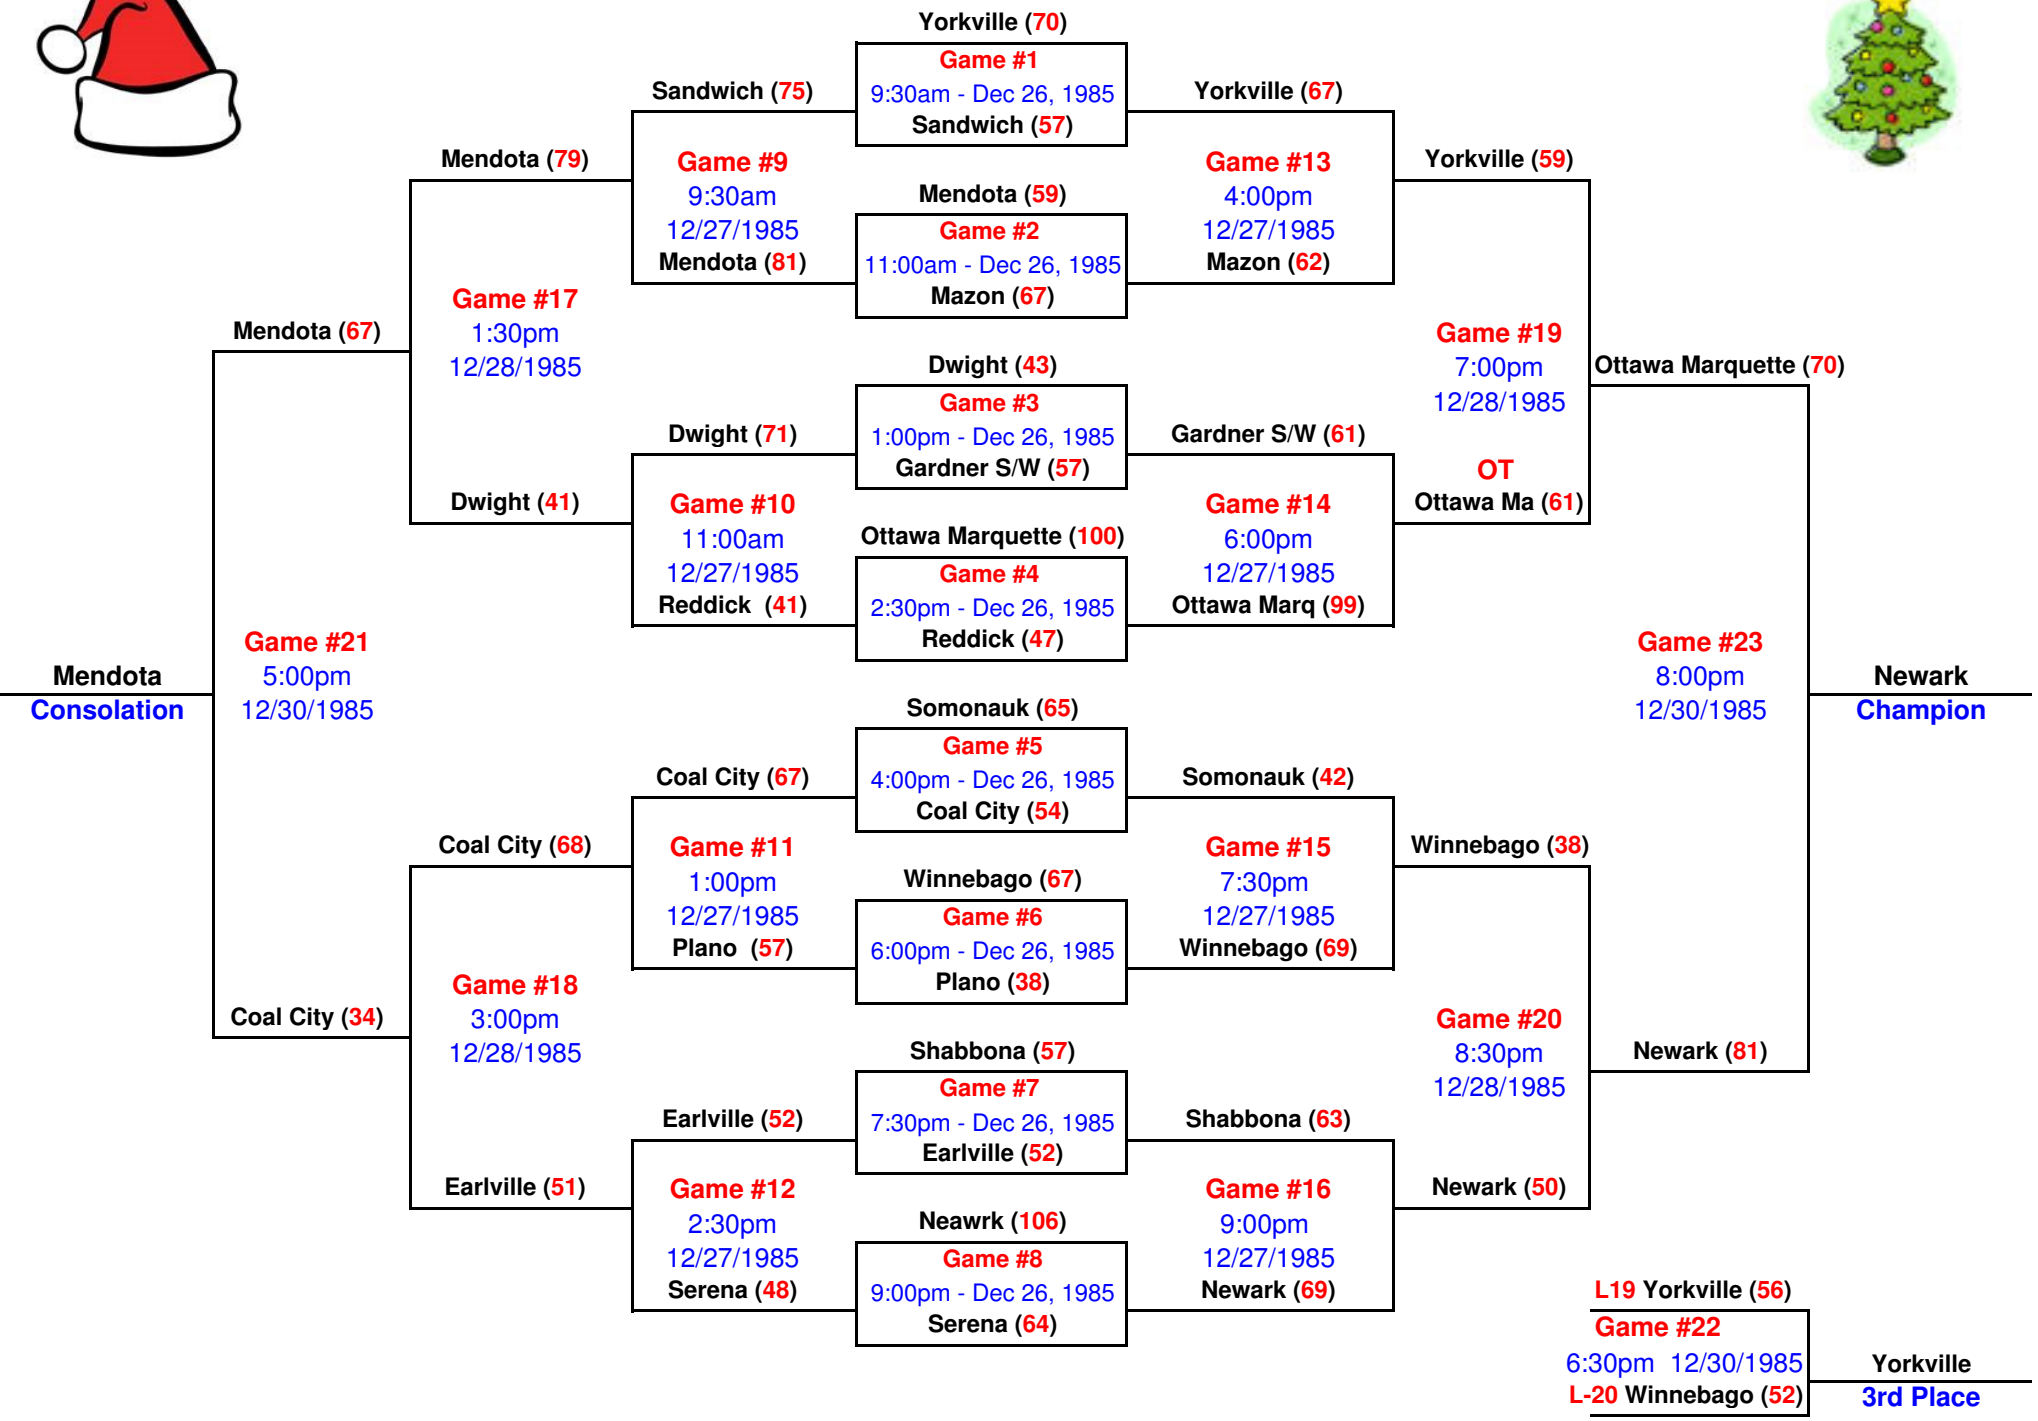 Yorkville (70)
Game #1
9:30am - Dec 26, 1985
Sandwich (57)
Mendota (59)
Game #2
11:00am - Dec 26, 1985
Mazon (67)
Dwight (43)
Game #3
1:00pm - Dec 26, 1985
Gardner S/W (57)
Ottawa Marquette (100)
Game #4
2:30pm - Dec 26, 1985
Reddick (47)
Somonauk (65)
Game #5
4:00pm - Dec 26, 1985
Coal City (54)
Winnebago (67)
Game #6
6:00pm - Dec 26, 1985
Plano (38)
Shabbona (57)
Game #7
7:30pm - Dec 26, 1985
Earlville (52)
Neawrk (106)
Game #8
9:00pm - Dec 26, 1985
Serena (64)
Sandwich (75)
Game #9
9:30am
12/27/1985
Mendota (81)
Dwight (71)
Game #10
11:00am
12/27/1985
Reddick (41)
Coal City (67)
Game #11
1:00pm
12/27/1985
Plano (57)
Earlville (52)
Game #12
2:30pm
12/27/1985
Serena (48)
Yorkville (67)
Game #13
4:00pm
12/27/1985
Mazon (62)
Gardner S/W (61)
Game #14
6:00pm
12/27/1985
Ottawa Marq (99)
Somonauk (42)
Game #15
7:30pm
12/27/1985
Winnebago (69)
Shabbona (63)
Game #16
9:00pm
12/27/1985
Newark (69)
Mendota (79)
Game #17
1:30pm
12/28/1985
Dwight (41)
Coal City (68)
Game #18
3:00pm
12/28/1985
Earlville (51)
Yorkville (59)
Game #19
7:00pm
12/28/1985
OT
Ottawa Ma (61)
Winnebago (38)
Game #20
8:30pm
12/28/1985
Newark (50)
Mendota (67)
Game #21
5:00pm
12/30/1985
Coal City (34)
Mendota
Consolation
Ottawa Marquette (70)
Game #23
8:00pm
12/30/1985
Newark (81)
Newark
Champion
L19 Yorkville (56)
Game #22
6:30pm 12/30/1985
L-20 Winnebago (52)
Yorkville
3rd Place